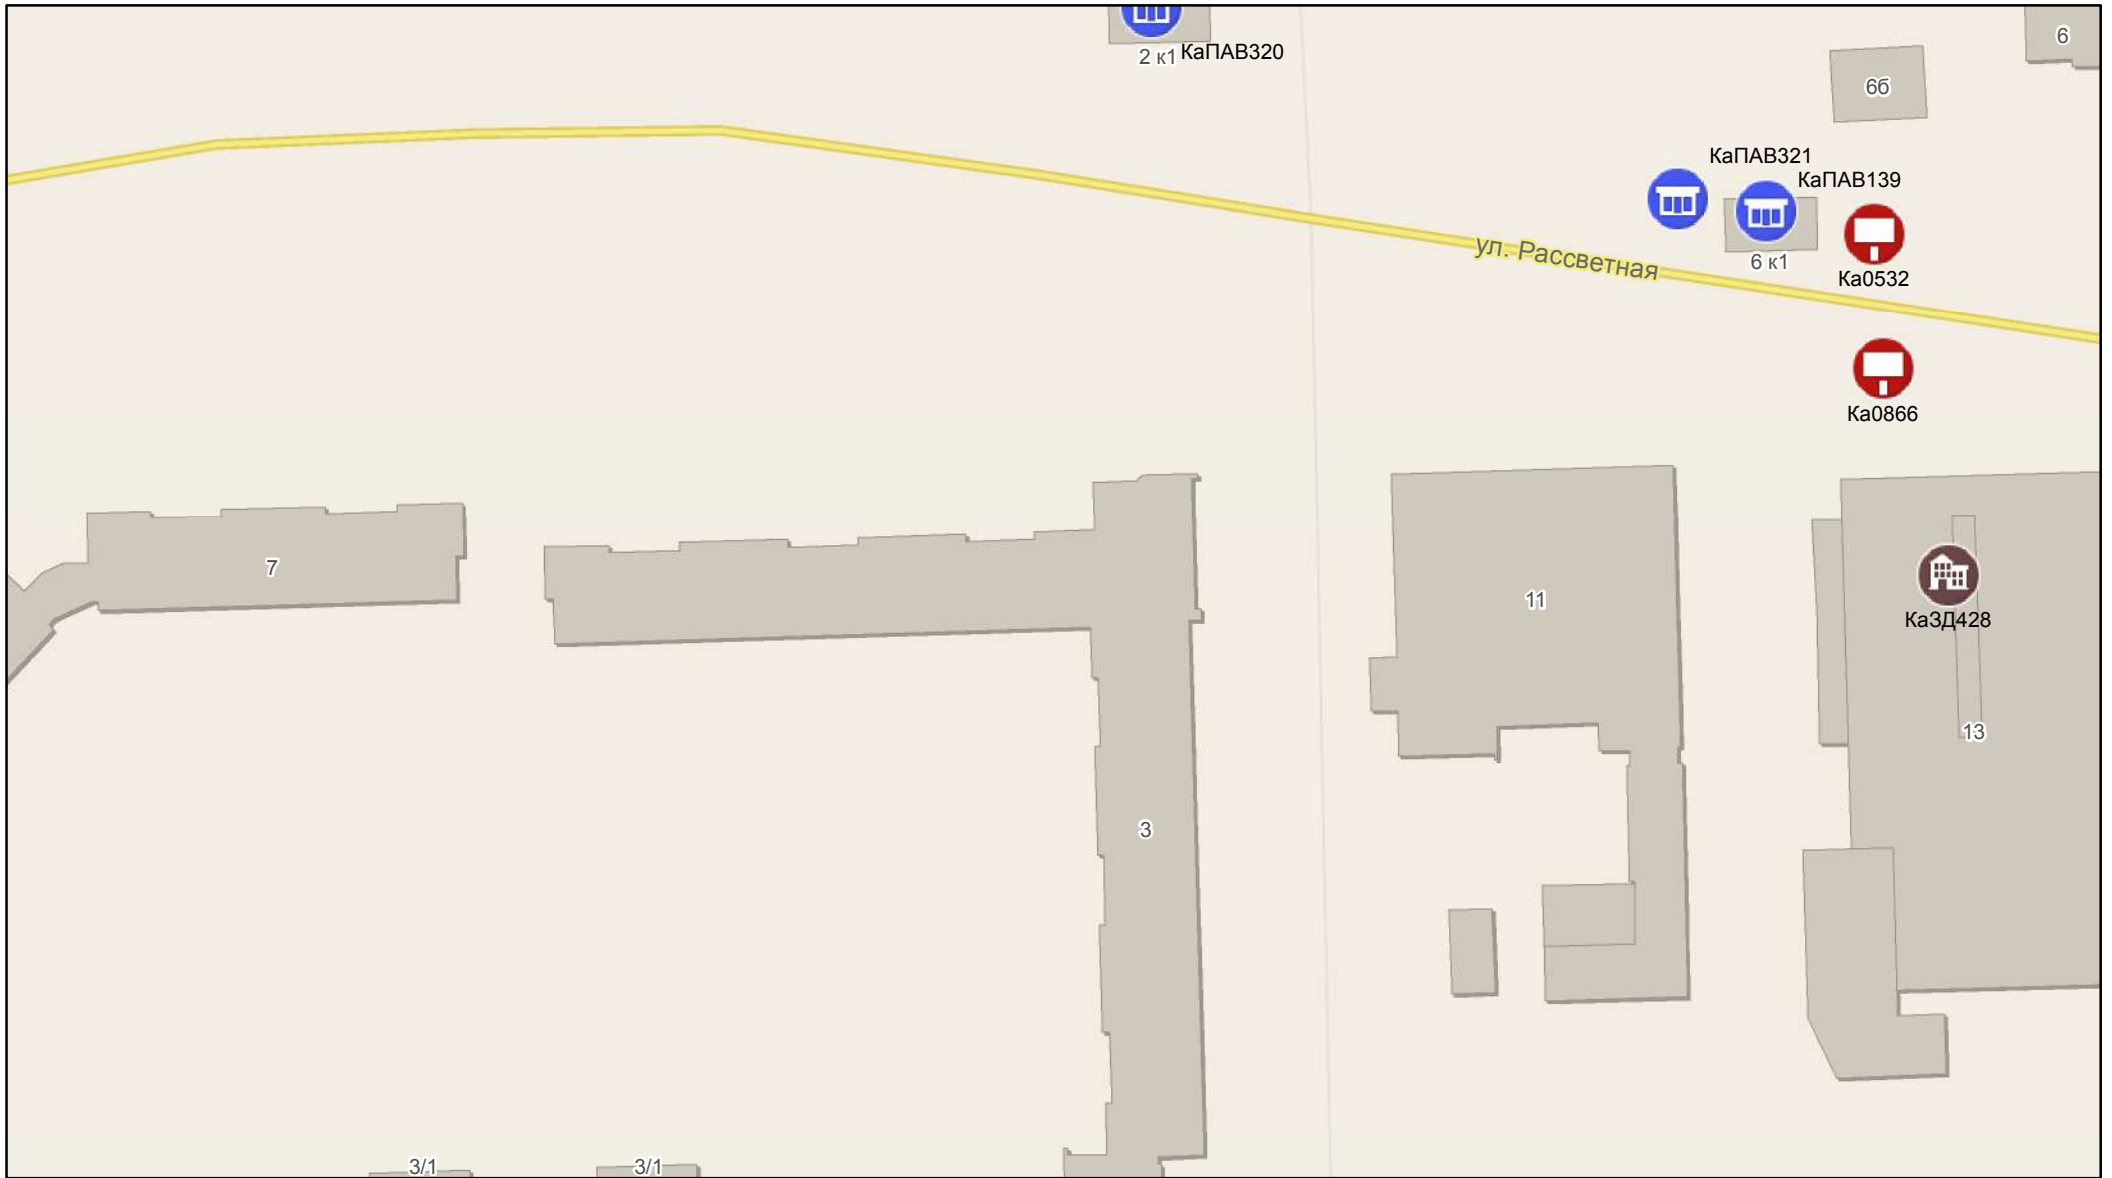 6
2 к1
КаПАВ320
6б
КаПАВ321
КаПАВ139
ул. Рассветная
6 к1
Ка0532
Ка0866
7
11
КаЗД428
13
3
3/1
3/1